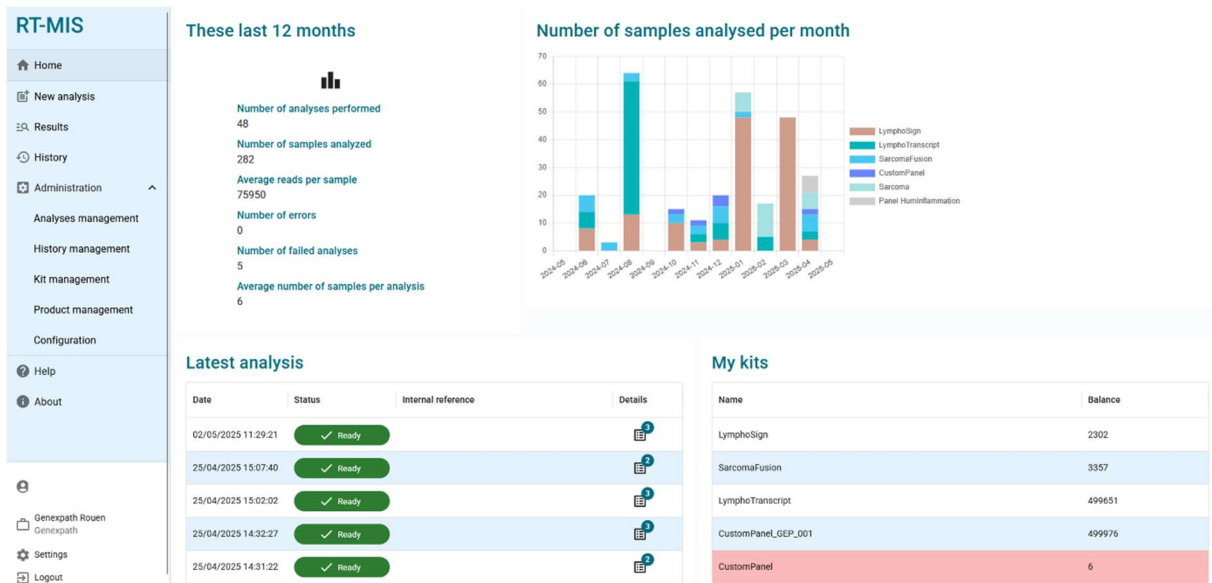 RT-MIS
Home
New analysis
Results
History
Administration
Analyses management
History management
Kit management
Product management
Configuration
Help
About
Genexpath Rouen
Genexpath
Settings
Logout
These last 12 months
Number of analyses performed
48
Number of samples analyzed
282
Average reads per sample
75950
Number of errors
0
Number of failed analyses
5
Average number of samples per analysis
6
Number of samples analysed per month
70
60
50
40
30
20
10
0
2024-05 2024-06 2024-07 2024-08 2024-09 2024-10 2024-11 2024-12 2025-01 2025-02 2025-03 2025-04 2025-05
LymphoSign
LymphoTranscript
SarcomaFusion
CustomPanel
Sarcoma
Panel HumInflammation
Latest analysis
Date Status Internal reference Details
02/05/2025 11:29:21 Ready 3
25/04/2025 15:07:40 Ready 2
25/04/2025 15:02:02 Ready 3
25/04/2025 14:32:27 Ready 3
25/04/2025 14:31:22 Ready 2
My kits
Name Balance
LymphoSign 2302
SarcomaFusion 3357
LymphoTranscript 499651
CustomPanel_GEP_001 499976
CustomPanel 6